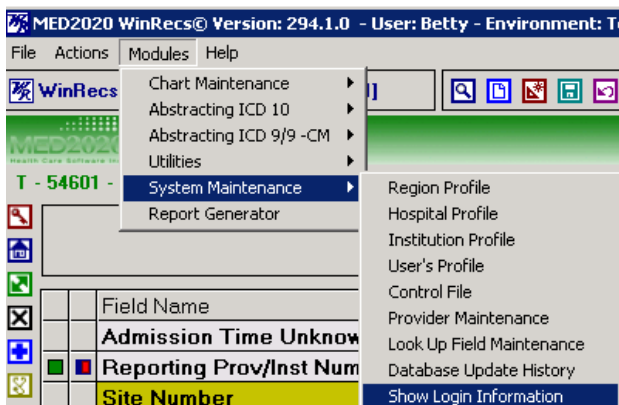 MED2020 WinRecs© Version: 294.1.0 - User: Betty - Environment: T
File Actions Modules Help
WinRecs
Chart Maintenance
Abstracting ICD 10
Abstracting ICD 9/9 -CM
Utilities
System Maintenance
Report Generator
]
MED2020
Health Care Software In
T - 54601 -
Region Profile
Hospital Profile
Institution Profile
User's Profile
Control File
Provider Maintenance
Look Up Field Maintenance
Database Update History
Show Login Information
Field Name
Admission Time Unknow
Reporting Prov/Inst Num
Site Number